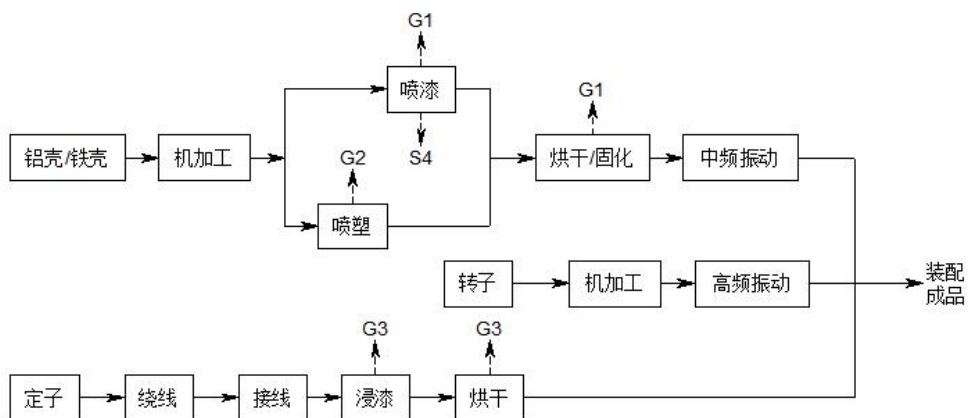 G1
喷漆
G1
铝壳/铁壳
机加工
G2
S4
烘干/固化
中频振动
喷塑
转子
机加工
高频振动
装配
成品
G3
G3
定子
绕线
接线
浸漆
烘干